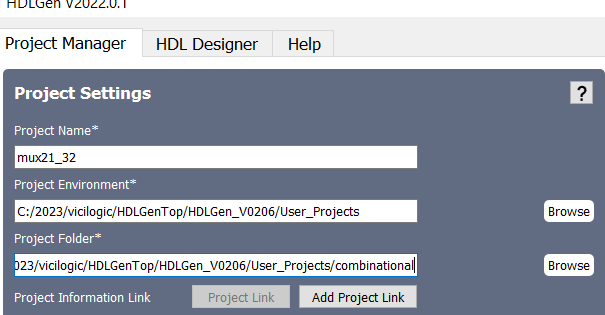 HDLGen V2022.0.1
Project Manager
HDL Designer
Help
Project Settings
?
Project Name*
mux21_32
Project Environment*
C:/2023/vicilogic/HDLGenTop/HDLGen_V0206/User_Projects
Browse
Project Folder*
023/vicilogic/HDLGenTop/HDLGen_V0206/User_Projects/combinational
Browse
Project Information Link
Project Link
Add Project Link